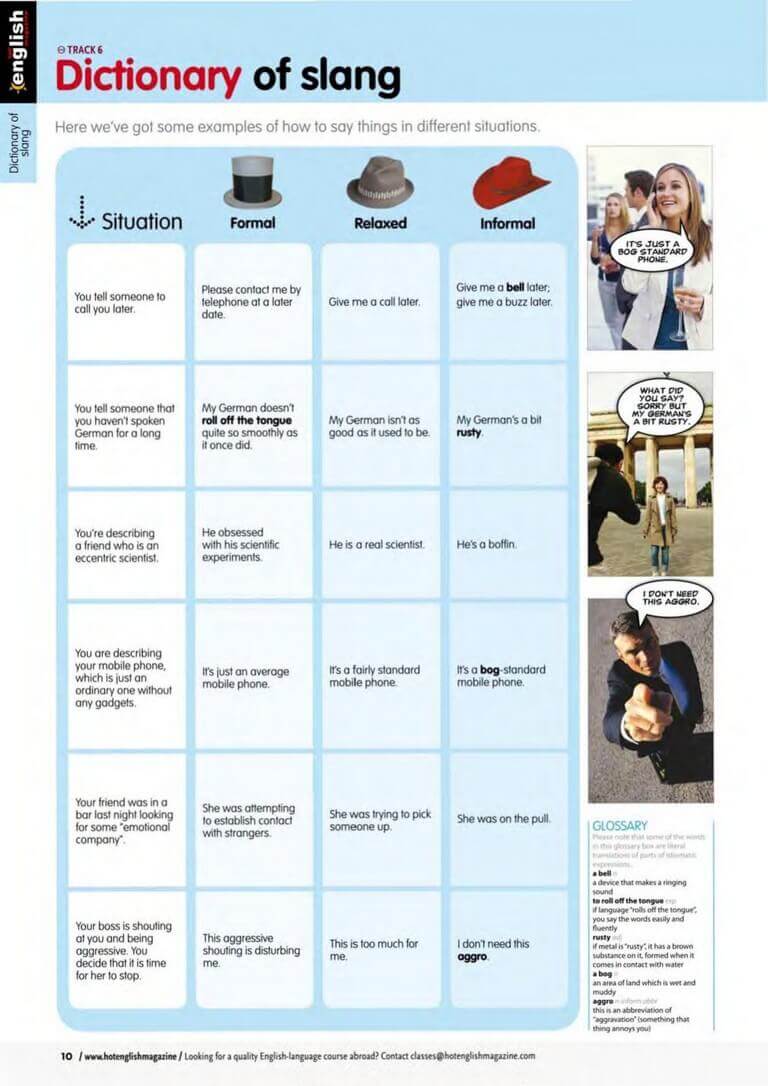 english
Dictionary of
slang
TRACK 6
Dictionary of slang
Here we've got some examples of how to say things in different situations.
Situation
Formal
Relaxed
Informal
You tell someone to
call you later.
Please contact me by
telephone at a later
date.
Give me a call later.
Give me a bell later;
give me a buzz later.
You tell someone that
you haven't spoken
German for a long
time.
My German doesn't
roll off the tongue
quite so smoothly as
it once did.
My German isn't as
good as it used to be.
My German's a bit
rusty.
You're describing
a friend who is an
eccentric scientist.
He obsessed
with his scientific
experiments.
He is a real scientist.
He's a boffin.
You are describing
your mobile phone,
which is just an
ordinary one without
any gadgets.
It's just an average
mobile phone.
It's a fairly standard
mobile phone.
It's a bog-standard
mobile phone.
Your friend was in a
bar last night looking
for some "emotional
company".
She was attempting
to establish contact
with strangers.
She was trying to pick
someone up.
She was on the pull.
Your boss is shouting
at you and being
aggressive. You
decide that it is time
for her to stop.
This aggressive
shouting is disturbing
me.
This is too much for
me.
I don't need this
aggro.
IT'S JUST A
BOG STANDARD
PHONE.
WHAT DID
YOU SAY?
SORRY BUT
MY GERMAN'S
A BIT RUSTY.
I DON'T NEED
THIS AGGRO.
GLOSSARY
Please note that some of the words
in this glossary box are literal
translations of parts of idiomatic
expressions.
a bell n
a device that makes a ringing
sound
to roll off the tongue exp
if language "rolls off the tongue",
you say the words easily and
fluently
rusty adj
if metal is "rusty", it has a brown
substance on it, formed when it
comes in contact with water
a bog n
an area of land which is wet and
muddy
aggro n inform abbr
this is an abbreviation of
"aggravation" (something that
thing annoys you)
10 / www.hotenglishmagazine / Looking for a quality English-language course abroad? Contact classes@hotenglishmagazine.com